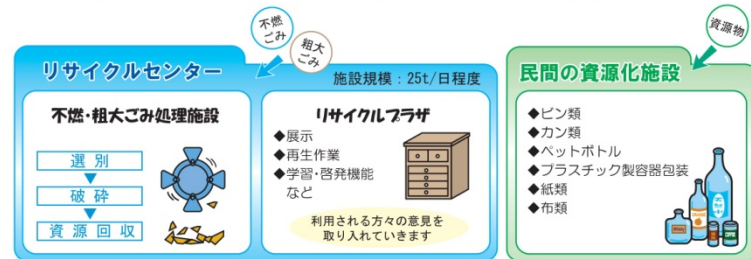 不燃
ごみ
粗大
ごみ
リサイクルセンター
施設規模：25t/日程度
不燃・粗大ごみ処理施設
選別
破砕
資源回収
リサイクルプラザ
◆展示
◆再生作業
◆学習・啓発機能
など
利用される方々の意見を
取り入れていきます
資源物
民間の資源化施設
◆ビン類
◆カン類
◆ペットボトル
◆プラスチック製容器包装
◆紙類
◆布類